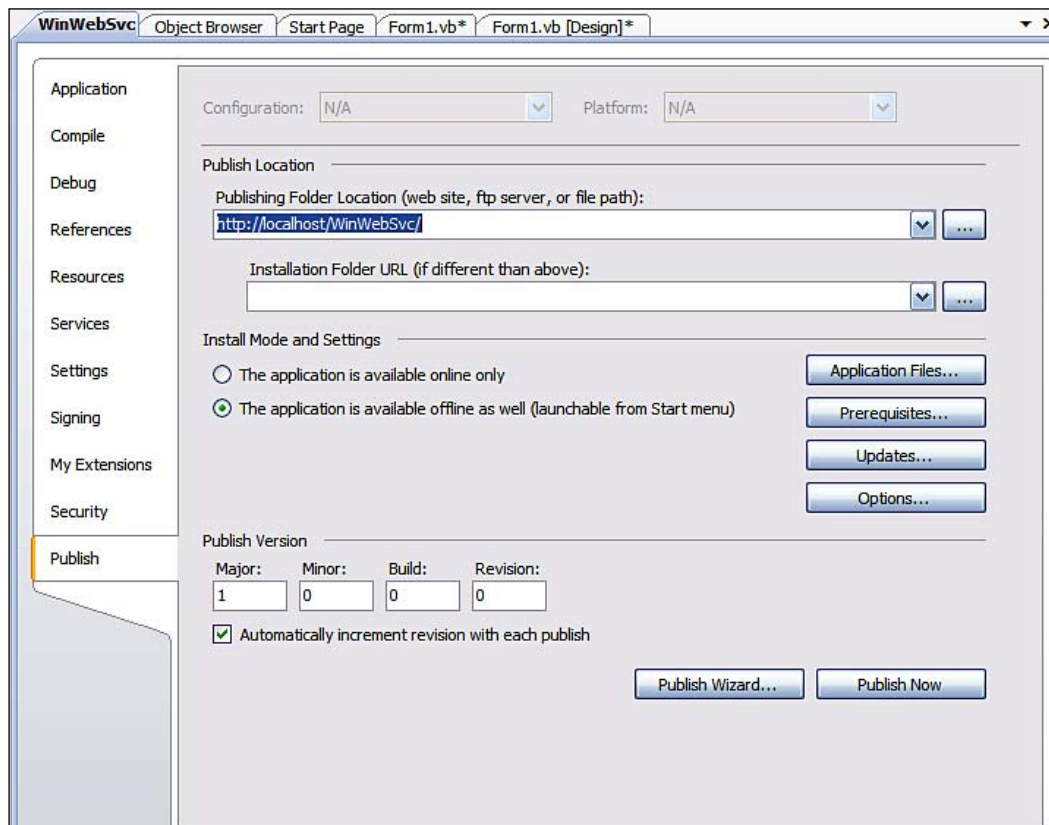 WinWebSvc Object Browser Start Page Form1.vb* Form1.vb [Design]*
Application
Compile
Debug
References
Resources
Services
Settings
Signing
My Extensions
Security
Publish
Configuration: N/A Platform: N/A
Publish Location
Publishing Folder Location (web site, ftp server, or file path):
http://localhost/WinWebSvc/
...
Installation Folder URL (if different than above):
...
Install Mode and Settings
The application is available online only
The application is available offline as well (launchable from Start menu)
Application Files...
Prerequisites...
Updates...
Options...
Publish Version
Major: Minor: Build: Revision:
1 0 0 0
Automatically increment revision with each publish
Publish Wizard... Publish Now